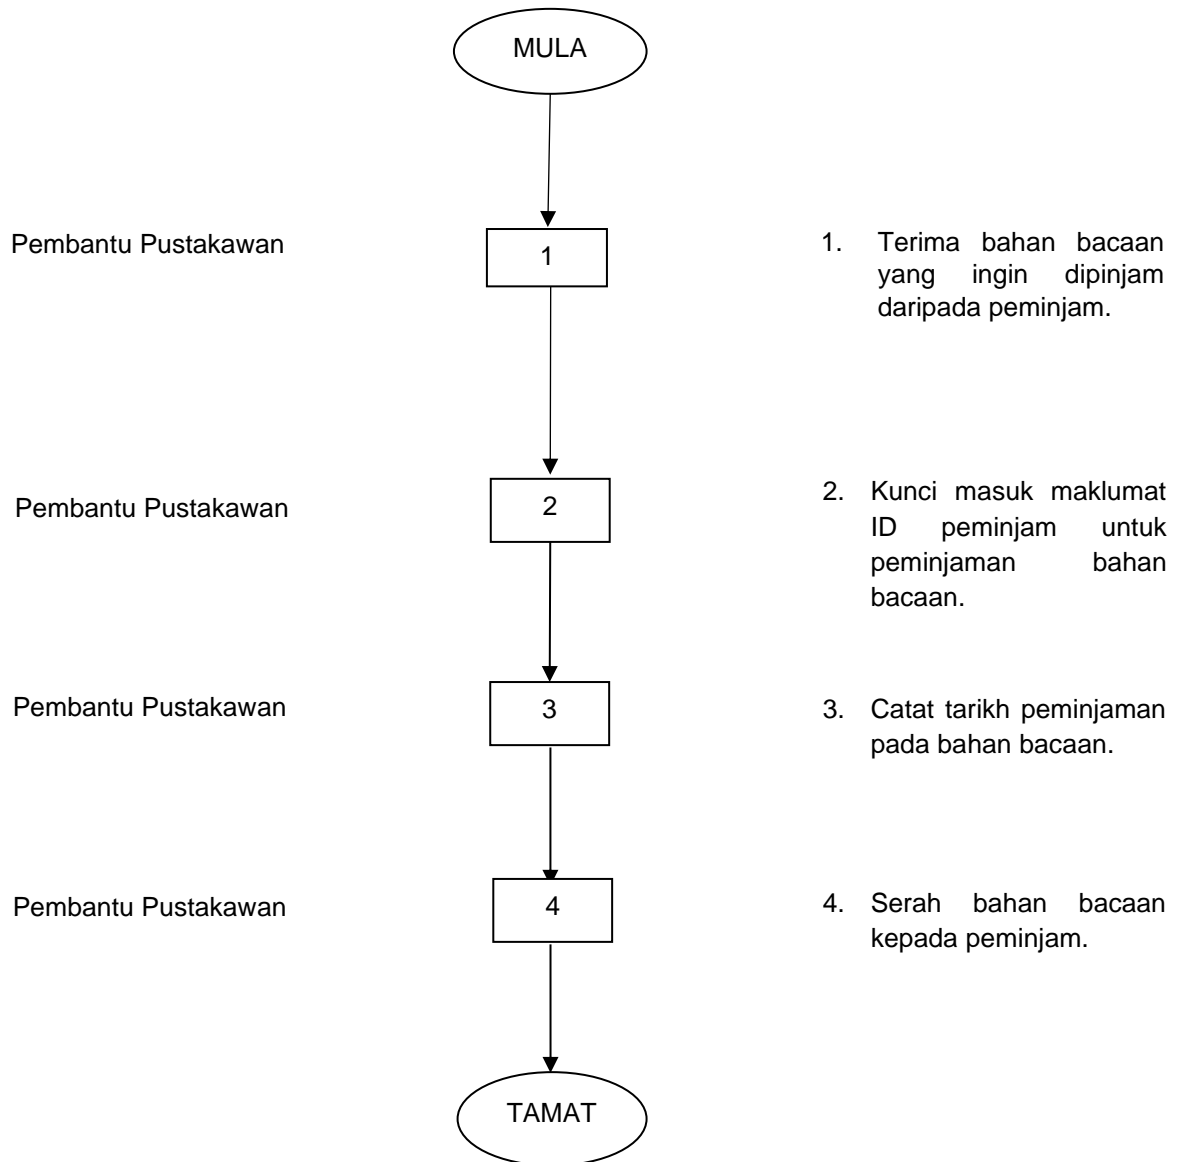 MULA
Pembantu Pustakawan
1
1. Terima bahan bacaan
yang ingin dipinjam
daripada peminjam.
Pembantu Pustakawan
2
2. Kunci masuk maklumat
ID peminjam untuk
peminjaman bahan
bacaan.
Pembantu Pustakawan
3
3. Catat tarikh peminjaman
pada bahan bacaan.
Pembantu Pustakawan
4
4. Serah bahan bacaan
kepada peminjam.
TAMAT